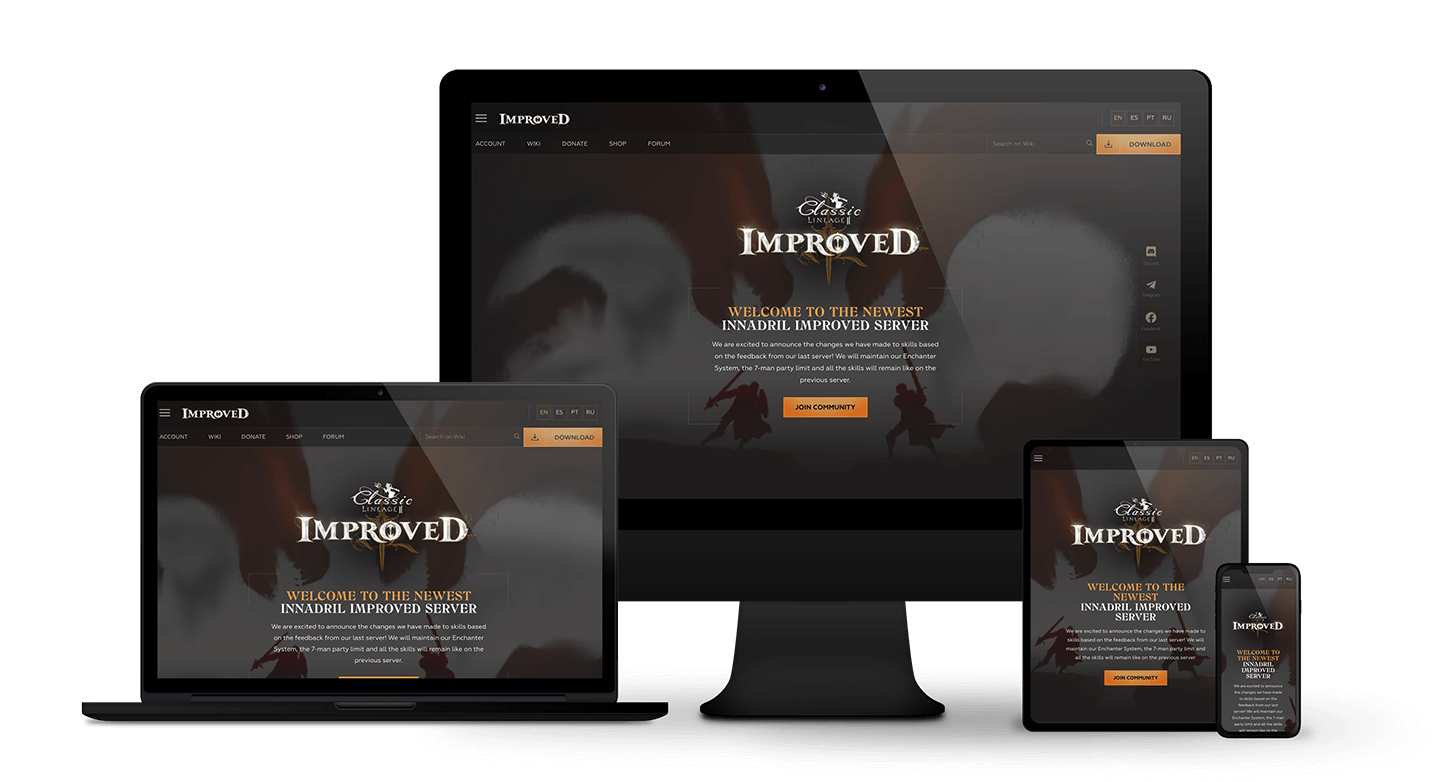 IMPROVED
EN ES PT RU
ACCOUNT WIKI DONATE SHOP FORUM
Search on Wiki
DOWNLOAD
Classic
LINEAGE II
IMPROVED
Discord
Telegram
Facebook
YouTube
WELCOME TO THE NEWEST
INNADRIL IMPROVED SERVER
We are excited to announce the changes we have made to skills based
on the feedback from our last server! We will maintain our Enchanter
System, the 7-man party limit and all the skills will remain like on the
previous server.
JOIN COMMUNITY
IMPROVED
EN ES PT RU
ACCOUNT WIKI DONATE SHOP FORUM
Search on Wiki
DOWNLOAD
Classic
LINEAGE II
IMPROVED
WELCOME TO THE NEWEST
INNADRIL IMPROVED SERVER
We are excited to announce the changes we have made to skills based
on the feedback from our last server! We will maintain our Enchanter
System, the 7-man party limit and all the skills will remain like on the
previous server.
EN ES PT RU
Classic
LINEAGE II
IMPROVED
WELCOME TO THE
NEWEST
INNADRIL IMPROVED
SERVER
We are excited to announce the changes we have made to
skills based on the feedback from our last server! We will
maintain our Enchanter System, the 7-man party limit and
all the skills will remain like on the previous server.
JOIN COMMUNITY
EN ES PT RU
Classic
LINEAGE II
IMPROVED
WELCOME TO
THE NEWEST
INNADRIL
IMPROVED
SERVER
We are excited to announce
the changes we have made
to skills based on the
feedback from our last
server! We will maintain our
Enchanter System, the 7-man
party limit and all the skills
will remain like on the